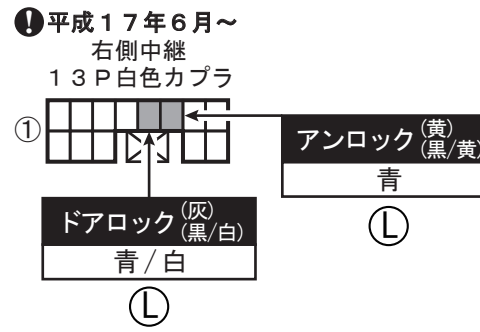 ❗平成１７年６月～
右側中継
１３Ｐ白色カプラ
①
アンロック(黄)(黒/黄)
青
Ⓛ
ドアロック(灰)(黒/白)
青/白
Ⓛ